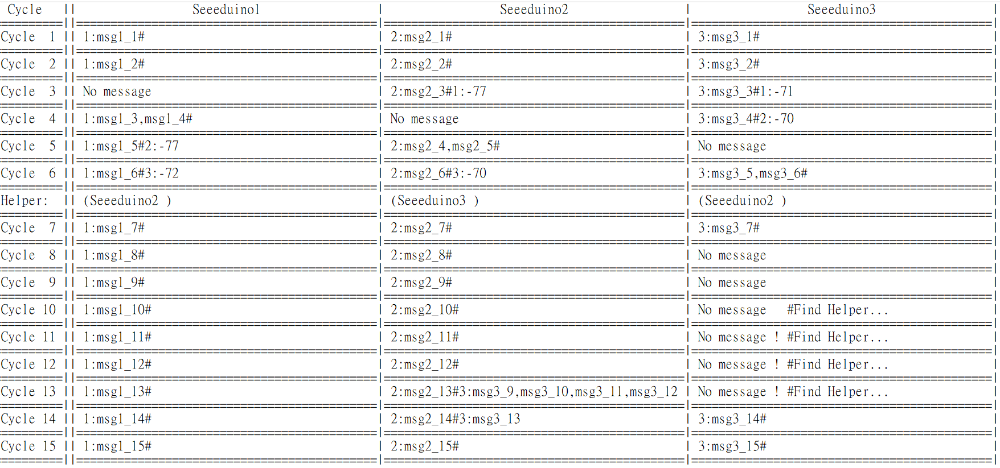 Cycle || Seeeduino1 | Seeeduino2 | Seeeduino3 |
Cycle 1 || 1:msg1_1# | 2:msg2_1# | 3:msg3_1# |
Cycle 2 || 1:msg1_2# | 2:msg2_2# | 3:msg3_2# |
Cycle 3 || No message | 2:msg2_3#1:-77 | 3:msg3_3#1:-71 |
Cycle 4 || 1:msg1_3,msg1_4# | No message | 3:msg3_4#2:-70 |
Cycle 5 || 1:msg1_5#2:-77 | 2:msg2_4,msg2_5# | No message |
Cycle 6 || 1:msg1_6#3:-72 | 2:msg2_6#3:-70 | 3:msg3_5,msg3_6# |
Helper: || (Seeeduino2 ) | (Seeeduino3 ) | (Seeeduino2 ) |
Cycle 7 || 1:msg1_7# | 2:msg2_7# | 3:msg3_7# |
Cycle 8 || 1:msg1_8# | 2:msg2_8# | No message |
Cycle 9 || 1:msg1_9# | 2:msg2_9# | No message |
Cycle 10 || 1:msg1_10# | 2:msg2_10# | No message #Find Helper... |
Cycle 11 || 1:msg1_11# | 2:msg2_11# | No message ! #Find Helper... |
Cycle 12 || 1:msg1_12# | 2:msg2_12# | No message ! #Find Helper... |
Cycle 13 || 1:msg1_13# | 2:msg2_13#3:msg3_9,msg3_10,msg3_11,msg3_12 | No message ! #Find Helper... |
Cycle 14 || 1:msg1_14# | 2:msg2_14#3:msg3_13 | 3:msg3_14# |
Cycle 15 || 1:msg1_15# | 2:msg2_15# | 3:msg3_15# |